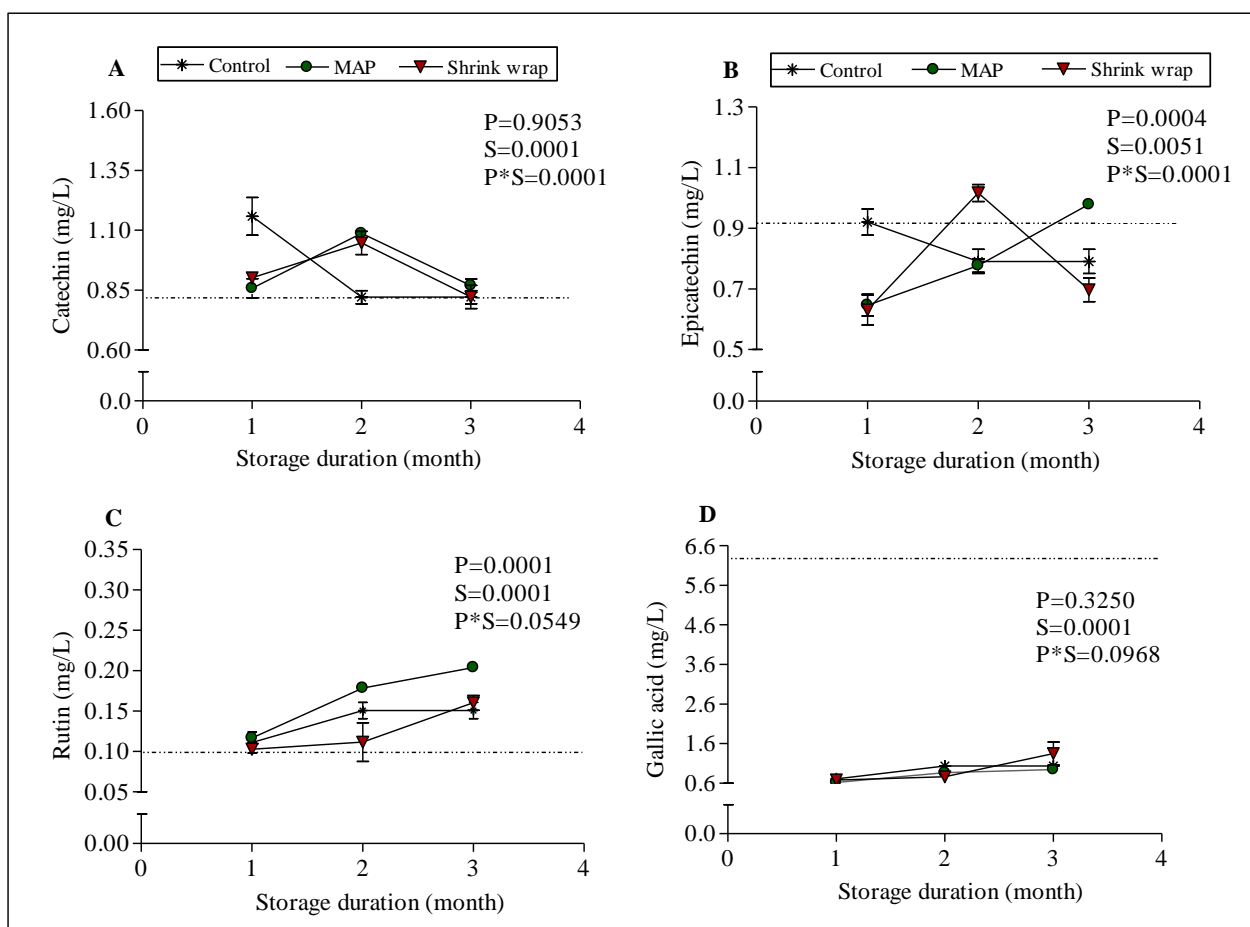 A
Control MAP Shrink wrap
P=0.9053
S=0.0001
P*S=0.0001
Catechin (mg/L)
1.60
1.35
1.10
0.85
0.60
0.0
0 1 2 3 4
Storage duration (month)
B
Control MAP Shrink wrap
P=0.0004
S=0.0051
P*S=0.0001
Epicatechin (mg/L)
1.3
1.1
0.9
0.7
0.5
0.0
0 1 2 3 4
Storage duration (month)
C
P=0.0001
S=0.0001
P*S=0.0549
Rutin (mg/L)
0.35
0.30
0.25
0.20
0.15
0.10
0.05
0.00
0 1 2 3 4
Storage duration (month)
D
P=0.3250
S=0.0001
P*S=0.0968
Gallic acid (mg/L)
6.6
5.6
4.6
3.6
2.6
1.6
0.6
0.0
0 1 2 3 4
Storage duration (month)